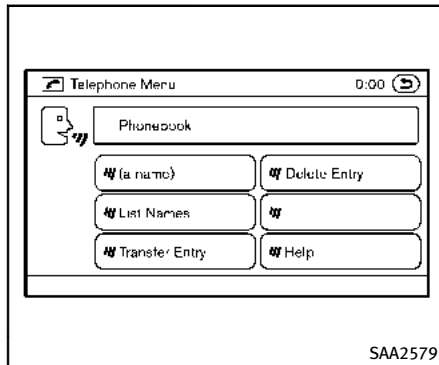 Telephone Menu 0:00
Phonebook
(a name) Delete Entry
List Names
Transfer Entry Help
SAA2579